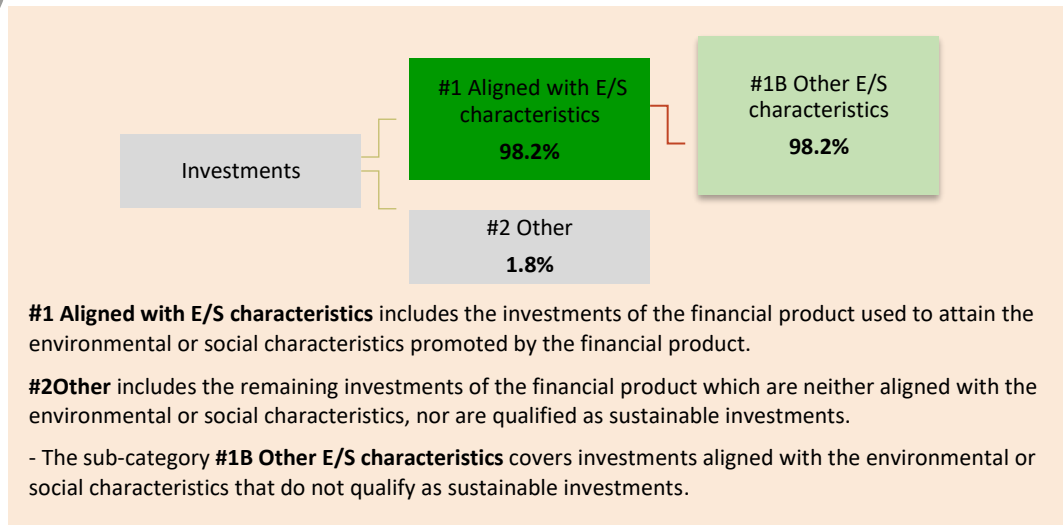 Investments
#1 Aligned with E/S
characteristics
98.2%
#1B Other E/S
characteristics
98.2%
#2 Other
1.8%
#1 Aligned with E/S characteristics includes the investments of the financial product used to attain the
environmental or social characteristics promoted by the financial product.
#2Other includes the remaining investments of the financial product which are neither aligned with the
environmental or social characteristics, nor are qualified as sustainable investments.
- The sub-category #1B Other E/S characteristics covers investments aligned with the environmental or
social characteristics that do not qualify as sustainable investments.